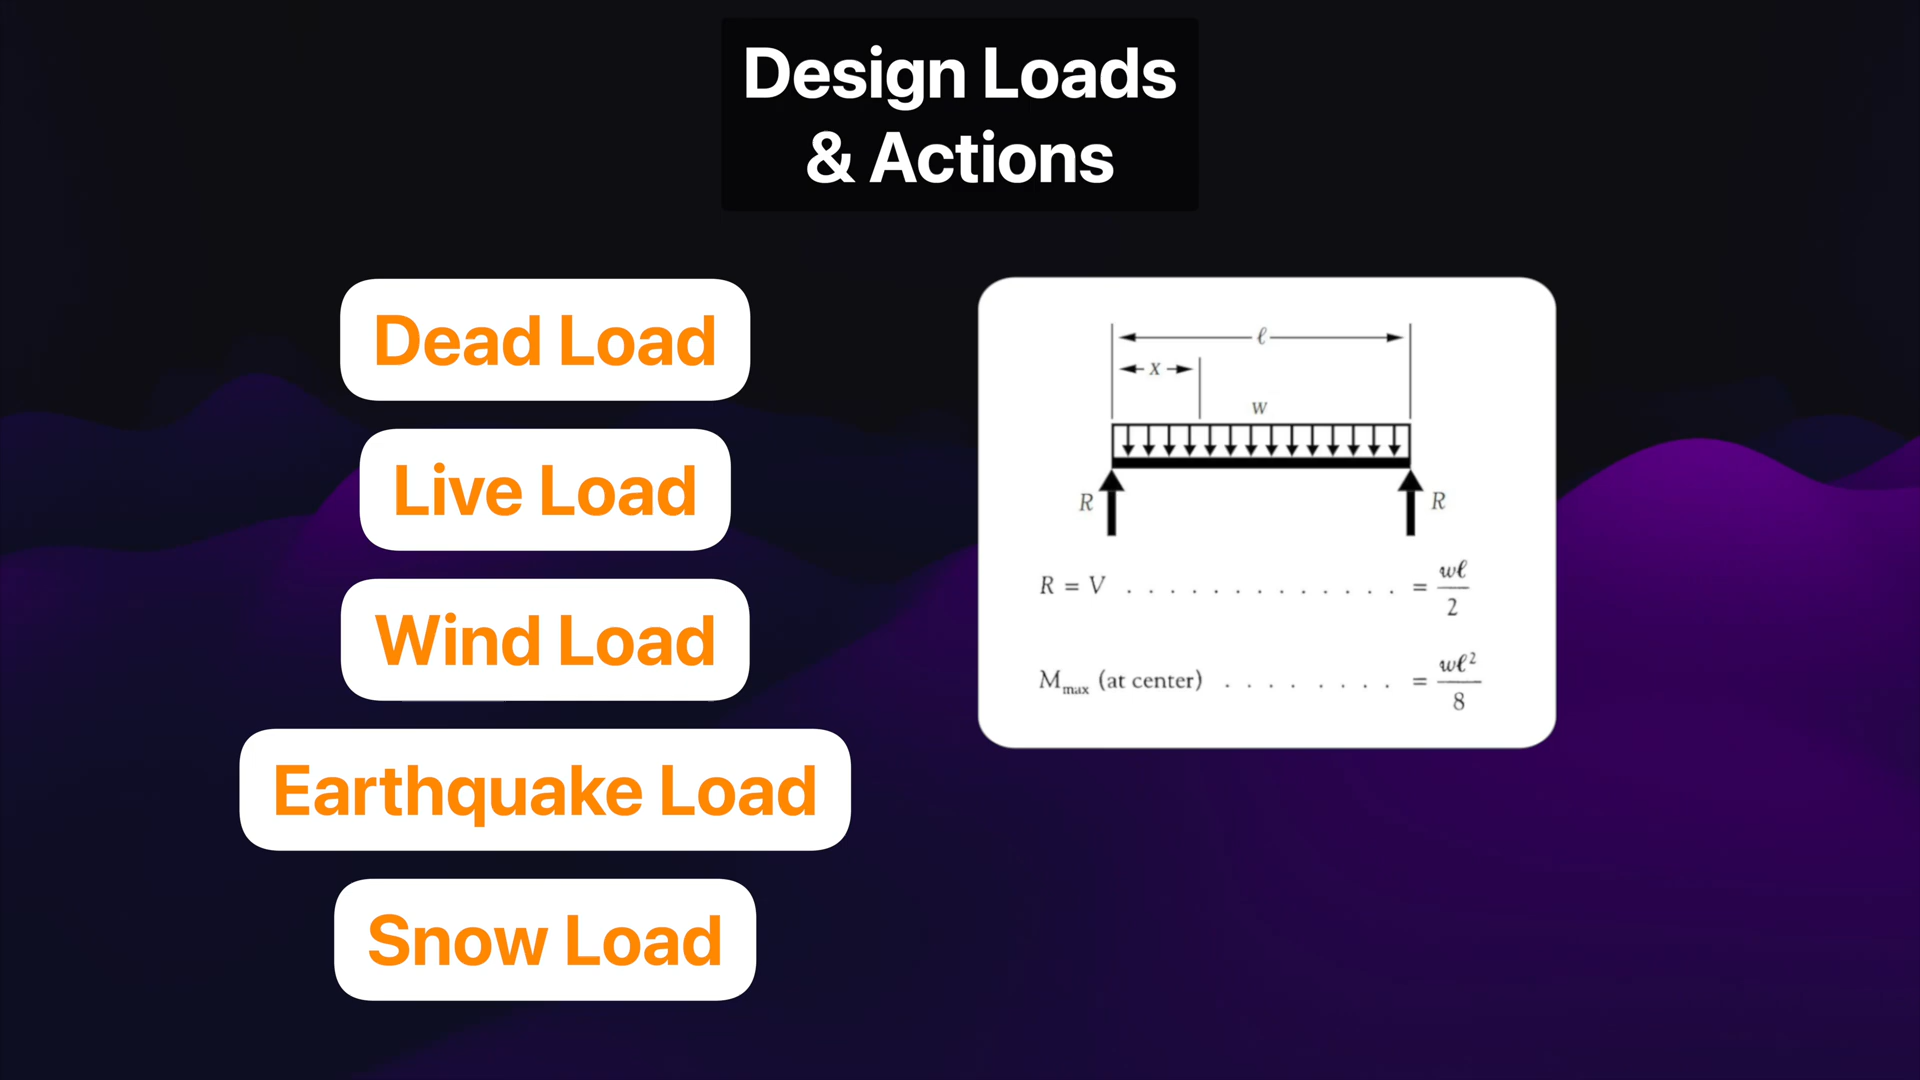 Design Loads
& Actions
Dead Load
Live Load
Wind Load
Earthquake Load
Snow Load
ℓ
x
w
R R
R = V . . . . . . . . . . . . . = wℓ/2
Mmax (at center) . . . . . . . . = wℓ²/8